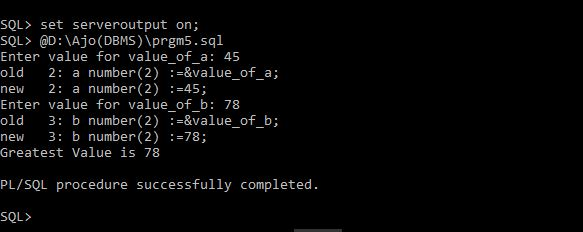 SQL> set serveroutput on;
SQL> @D:\Ajo(DBMS)\prgm5.sql
Enter value for value_of_a: 45
old   2: a number(2) :=&value_of_a;
new   2: a number(2) :=45;
Enter value for value_of_b: 78
old   3: b number(2) :=&value_of_b;
new   3: b number(2) :=78;
Greatest Value is 78
PL/SQL procedure successfully completed.
SQL>